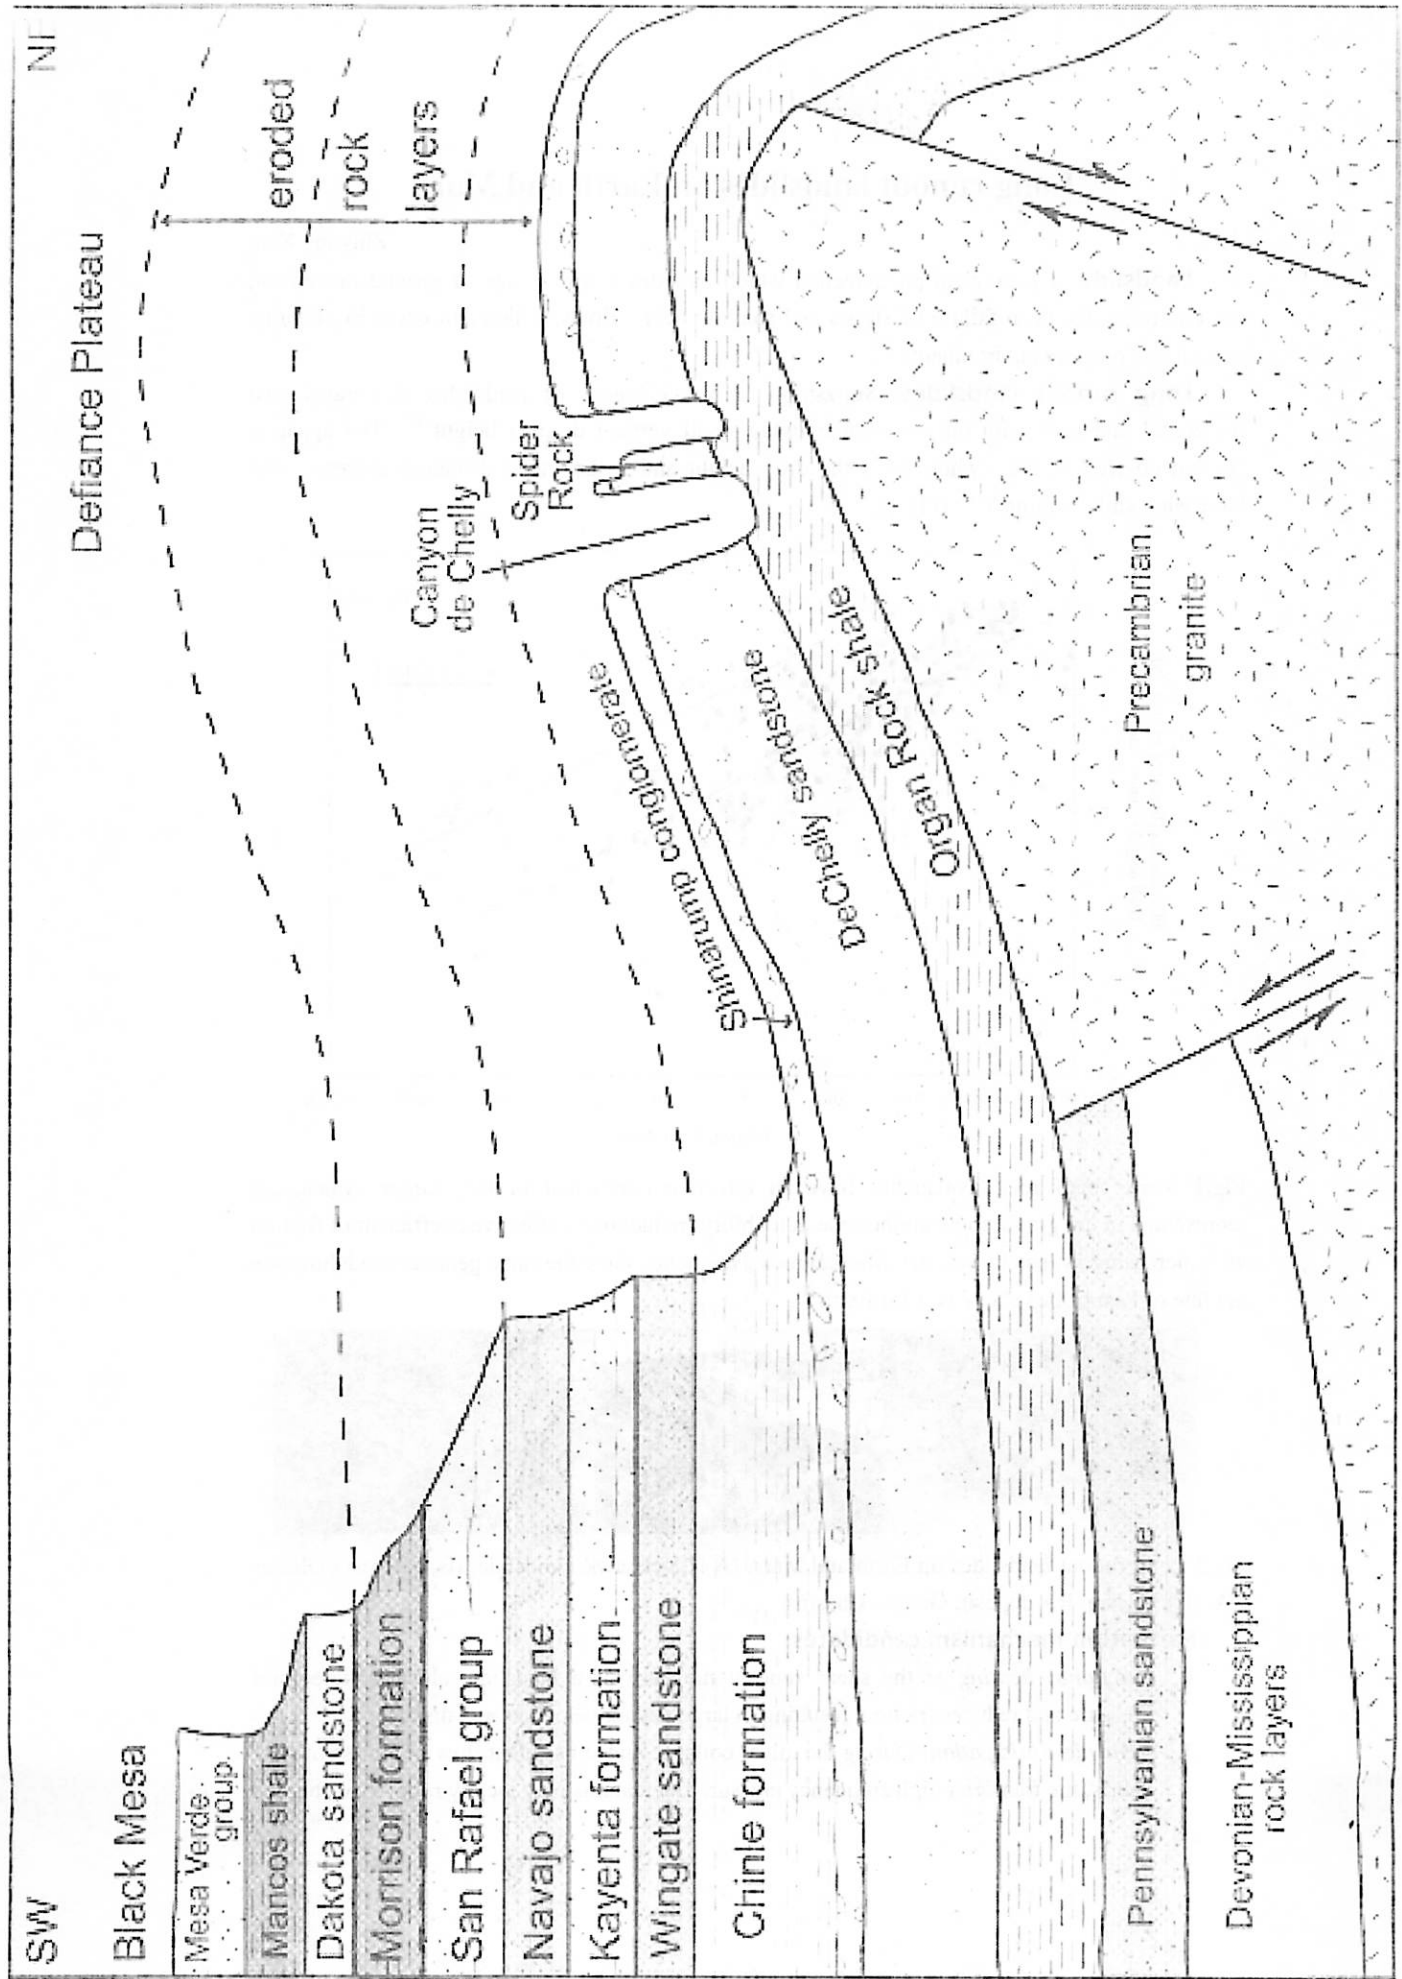 SW
NE
Black Mesa
Defiance Plateau
Mesa Verde
group
Mancos shale
Dakota sandstone
Morrison formation
San Rafael group
Navajo sandstone
Kayenta formation
Wingate sandstone
Chinle formation
eroded
rock
layers
Canyon
de Chelly
Spider
Rock
Shinarump conglomerate
DeChelly sandstone
Organ Rock shale
Precambrian
granite
Pennsylvanian sandstone
Devonian-Mississippian
rock layers